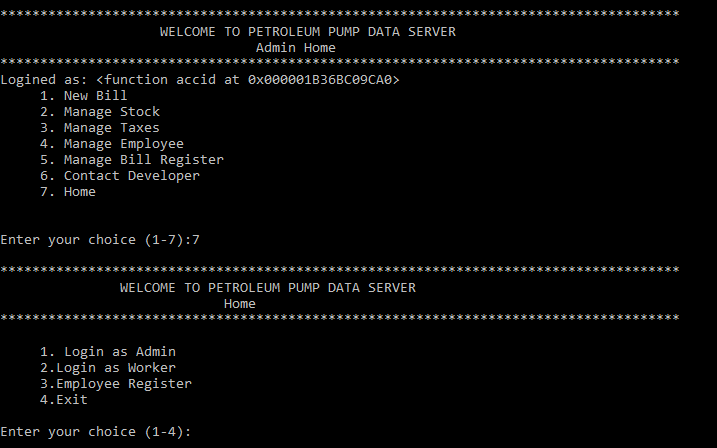 *************************************************************************************
WELCOME TO PETROLEUM PUMP DATA SERVER
Admin Home
*************************************************************************************
Logined as: <function accid at 0x000001B36BC09CA0>
1. New Bill
2. Manage Stock
3. Manage Taxes
4. Manage Employee
5. Manage Bill Register
6. Contact Developer
7. Home
Enter your choice (1-7):7
*************************************************************************************
WELCOME TO PETROLEUM PUMP DATA SERVER
Home
*************************************************************************************
1. Login as Admin
2.Login as Worker
3.Employee Register
4.Exit
Enter your choice (1-4):